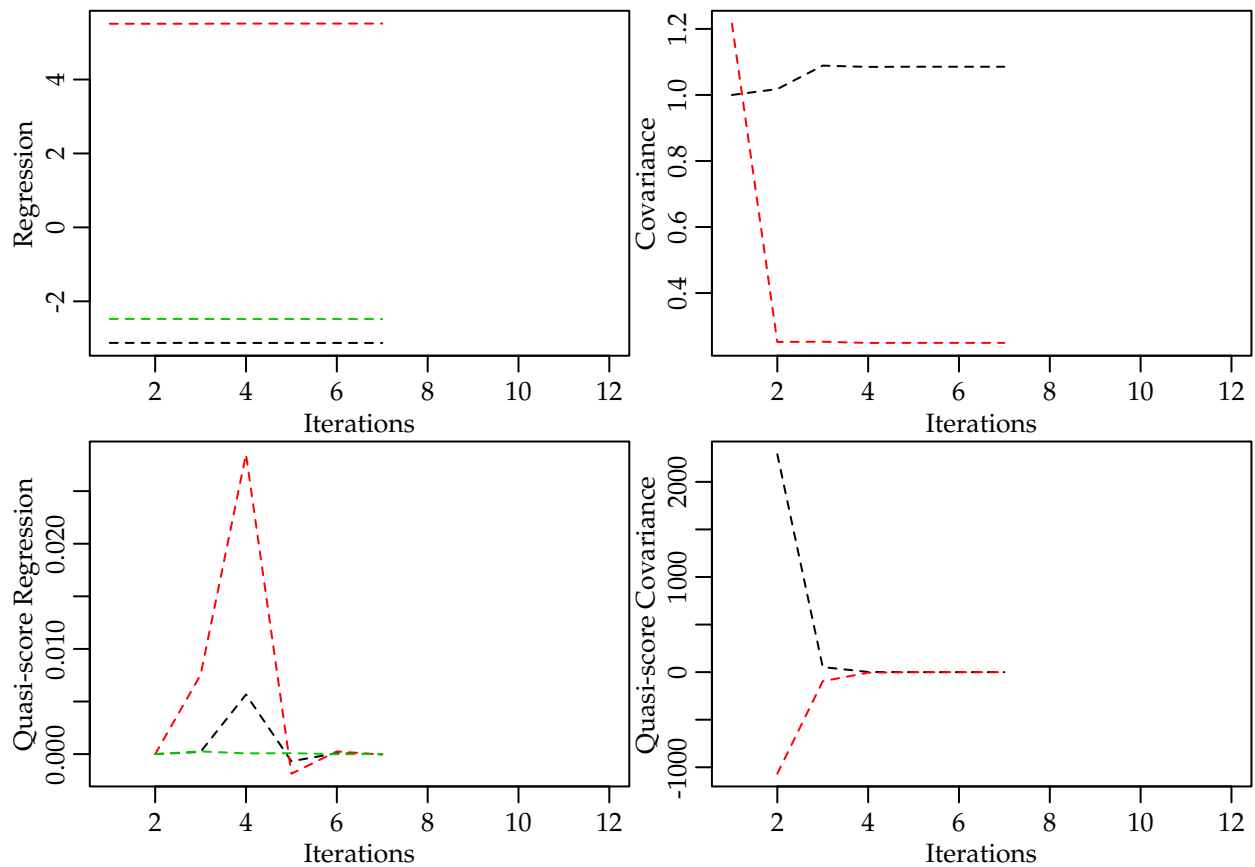 Regression
4
2
0
-2
2 4 6 8 10 12
Iterations
Covariance
1.2
1.0
0.8
0.6
0.4
2 4 6 8 10 12
Iterations
Quasi-score Regression
0.020
0.010
0.000
2 4 6 8 10 12
Iterations
Quasi-score Covariance
2000
1000
0
-1000
2 4 6 8 10 12
Iterations